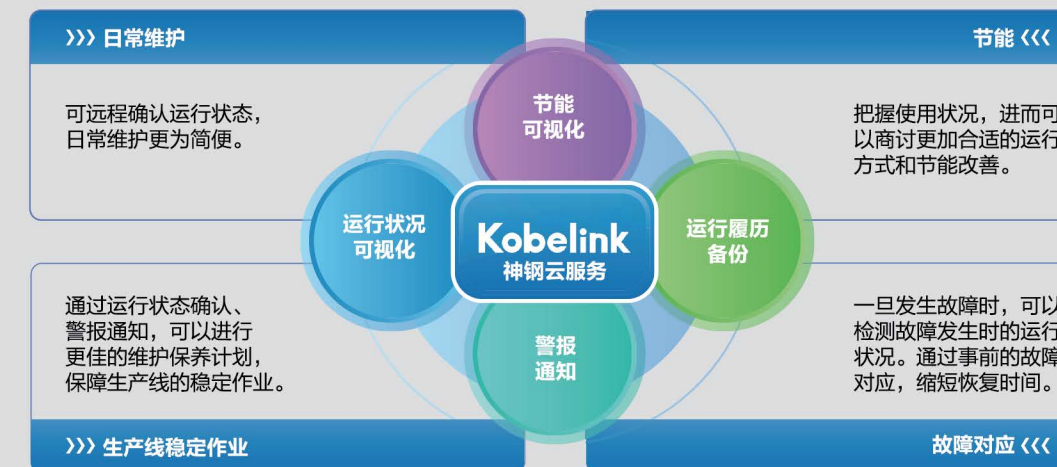 >>> 日常维护
可远程确认运行状态，
日常维护更为简便。
节能 <<<
把握使用状况，进而可
以商讨更加合适的运行
方式和节能改善。
节能
可视化
运行状况
可视化
Kobelink
神钢云服务
运行履历
备份
警报
通知
通过运行状态确认、
警报通知，可以进行
更佳的维护保养计划，
保障生产线的稳定作业。
>>> 生产线稳定作业
一旦发生故障时，可以
检测故障发生时的运行
状况。通过事前的故障
对应，缩短恢复时间。
故障对应 <<<